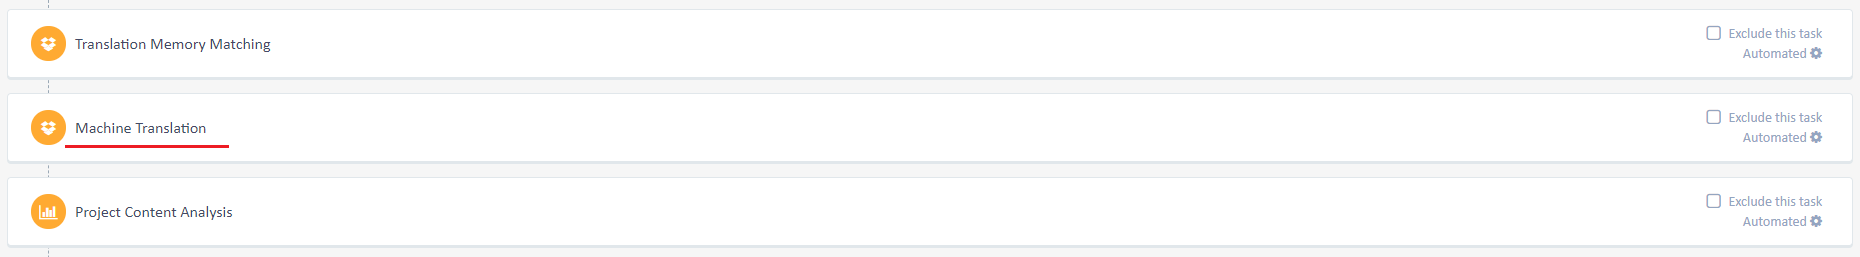 Translation Memory Matching
Exclude this task
Automated
Machine Translation
Exclude this task
Automated
Project Content Analysis
Exclude this task
Automated